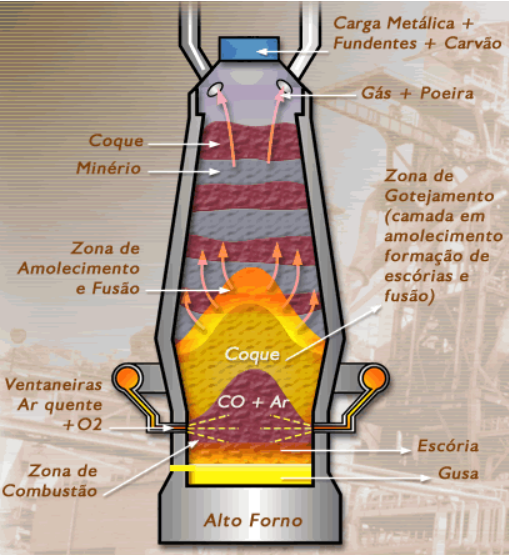 Carga Metálica +
Fundentes + Carvão
Gás + Poeira
Coque
Minério
Zona de
Gotejamento
(camada em
amolecimento
formação de
escórias e
fusão)
Zona de
Amolecimento
e Fusão
Coque
Ventaneiras
Ar quente
+O2
CO + Ar
Escória
Gusa
Zona de
Combustão
Alto Forno